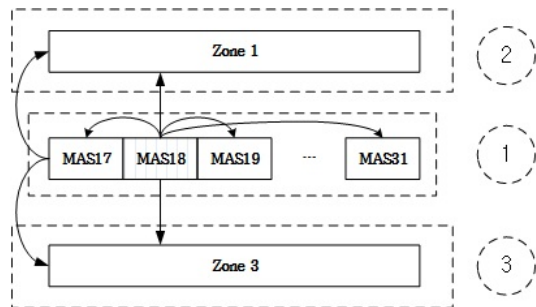 Zone 1
2
MAS17 MAS18 MAS19 --- MAS31
1
Zone 3
3